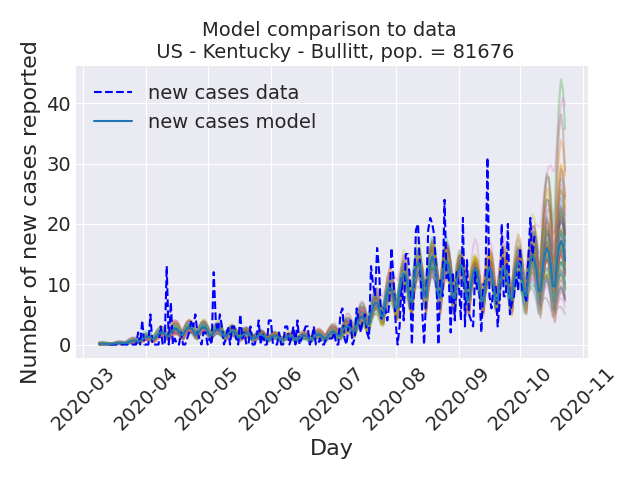 Model comparison to data
US - Kentucky - Bullitt, pop. = 81676
Number of new cases reported
new cases data
new cases model
40
30
20
10
0
2020-03
2020-04
2020-05
2020-06
2020-07
2020-08
2020-09
2020-10
2020-11
Day